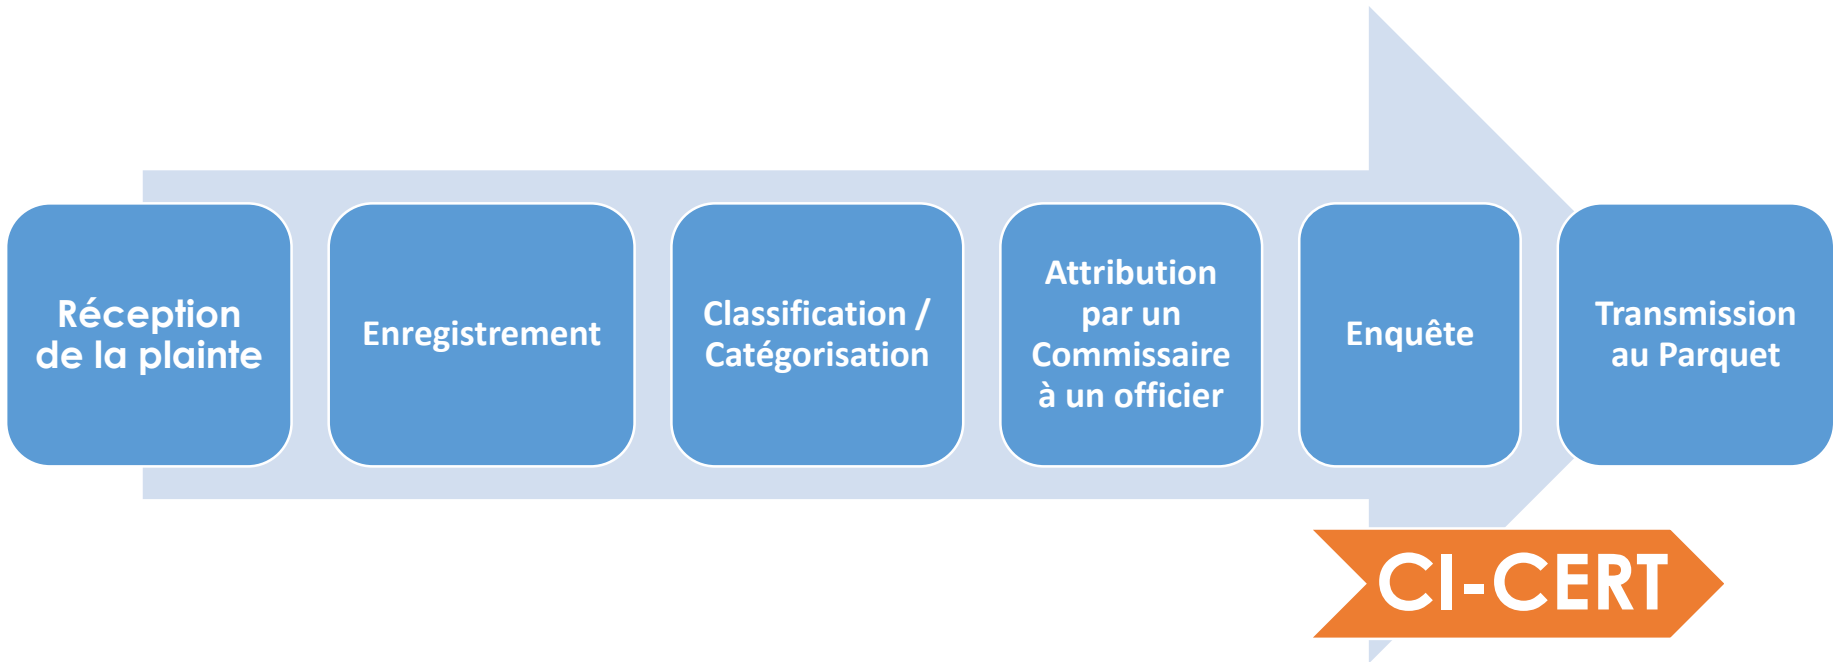 Réception
de la plainte
Enregistrement
Classification /
Catégorisation
Attribution
par un
Commissaire
à un officier
Enquête
Transmission
au Parquet
CI-CERT